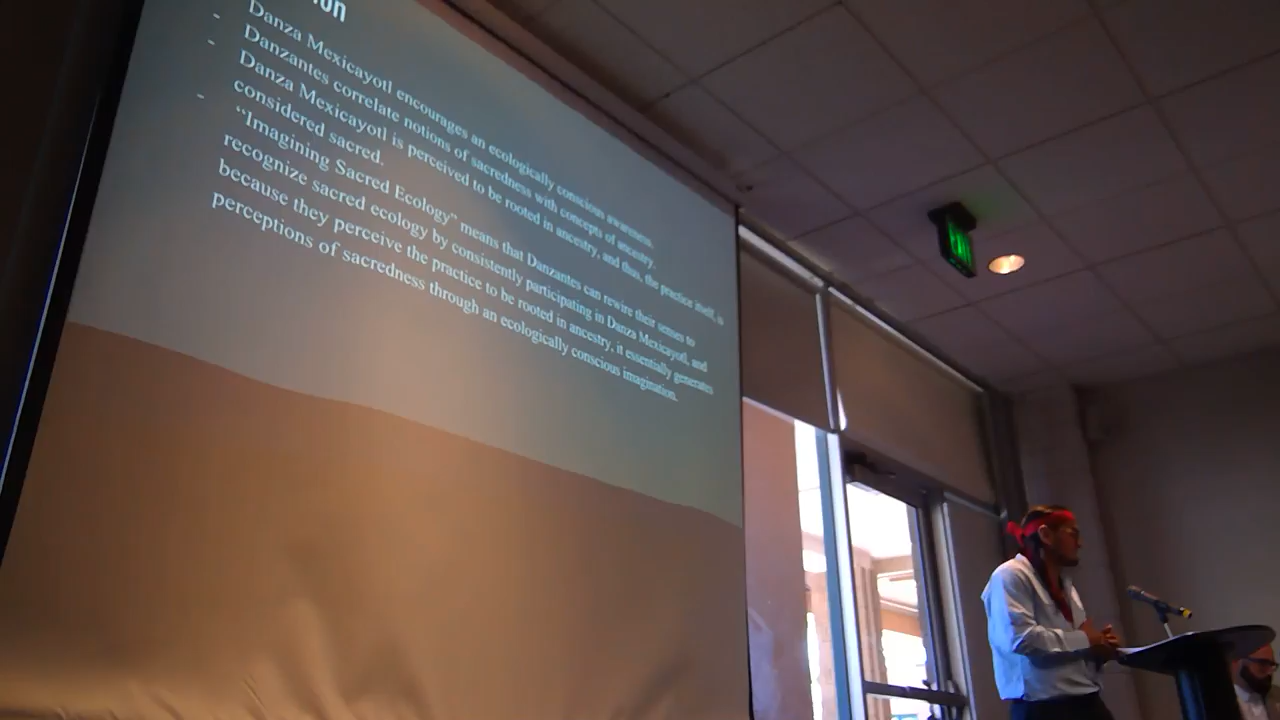 - Danza Mexicayotl encourages an ecologically conscious awareness.
- Danzantes correlate notions of sacredness with concepts of ancestry.
Danza Mexicayotl is perceived to be rooted in ancestry, and thus, the practice itself, is
considered sacred.
- “Imagining Sacred Ecology” means that Danzantes can rewire their senses to
recognize sacred ecology by consistently participating in Danza Mexicayotl, and
because they perceive the practice to be rooted in ancestry, it essentially generates
perceptions of sacredness through an ecologically conscious imagination.